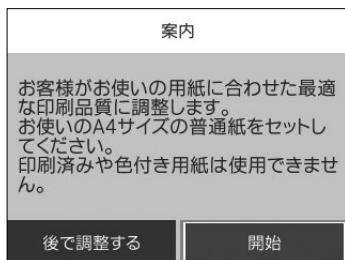 案内
お客様がお使いの用紙に合わせた最適
な印刷品質に調整します。
お使いのA4サイズの普通紙をセットし
てください。
印刷済みや色付き用紙は使用できませ
ん。
後で調整する
開始